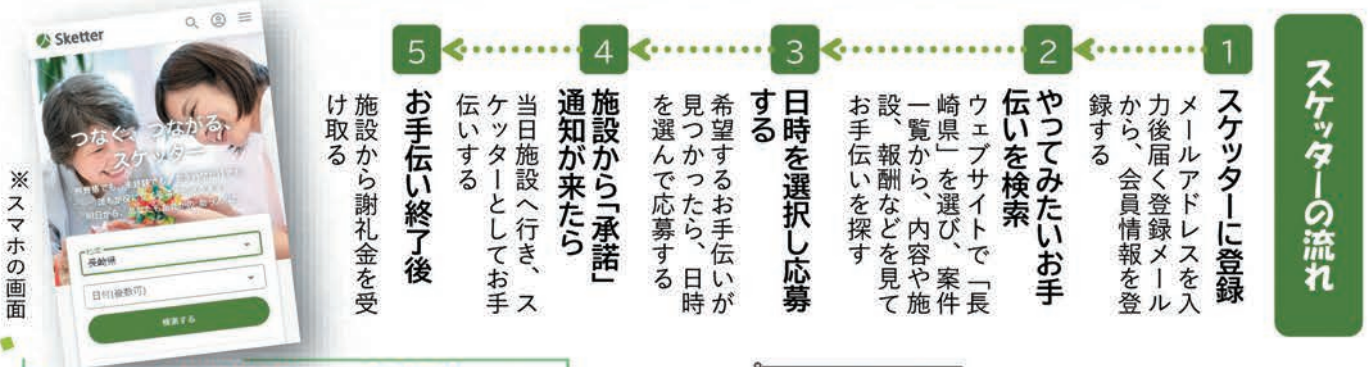 スケッターの流れ
1
スケッターに登録
メールアドレスを入
力後届く登録メール
から、会員情報を登
録する
2
やってみたいお手
伝いを検索
ウェブサイトで「長
崎県」を選び、案件
一覧から、内容や施
設、報酬などを見て
お手伝いを探す
3
日時を選択し応募
する
希望するお手伝いが
見つかったら、日時
を選んで応募する
4
施設から「承諾」
通知が来たら
当日施設へ行き、ス
ケッターとしてお手
伝いする
5
お手伝い終了後
施設から謝礼金を受
け取る
Sketter
つなぐ、つながる、
スケッター
長崎県
日付(複数可)
検索する
※スマホの画面